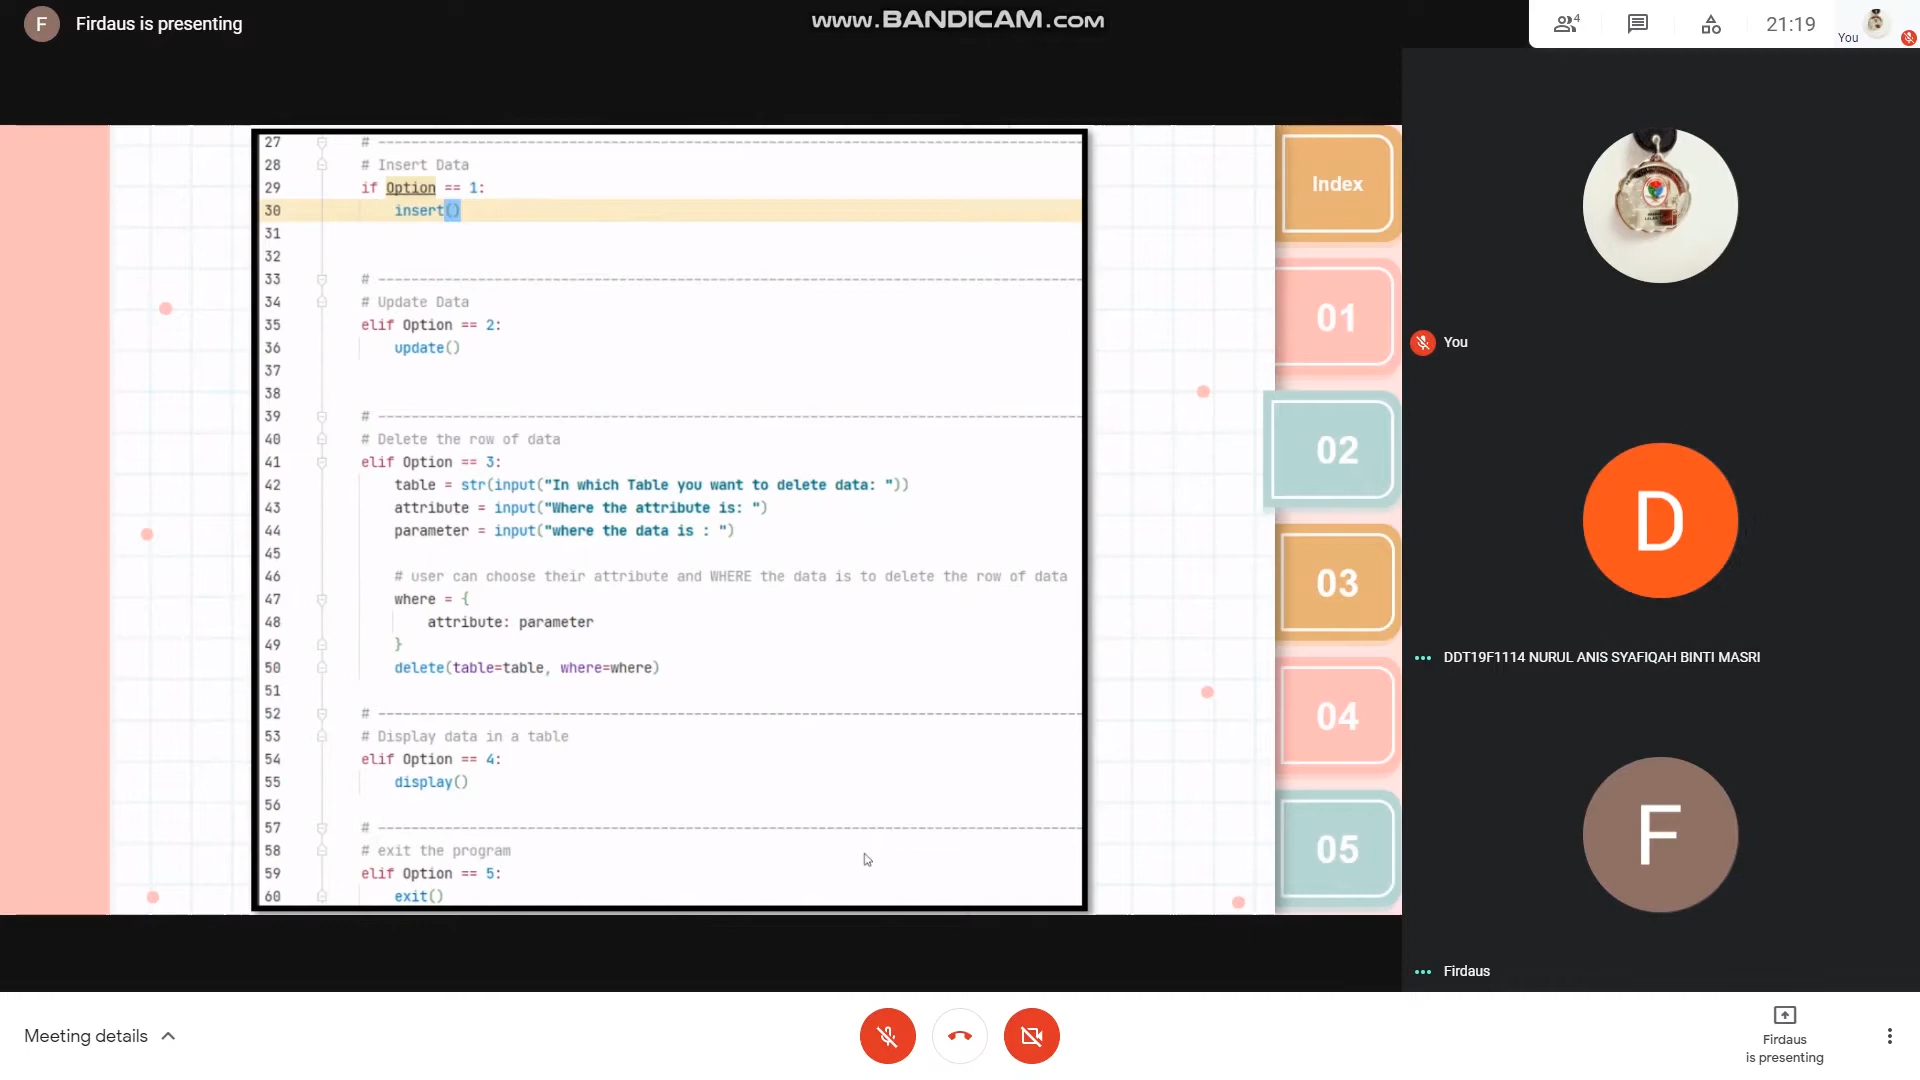 F Firdaus is presenting
www.BANDICAM.com
4
21:19
You
27 # ----------------------------------------------------------------
28 # Insert Data
29 if Option == 1:
30 insert()
31
32
33 # ----------------------------------------------------------------
34 # Update Data
35 elif Option == 2:
36 update()
37
38
39 # ----------------------------------------------------------------
40 # Delete the row of data
41 elif Option == 3:
42 table = str(input("In which Table you want to delete data: "))
43 attribute = input("Where the attribute is: ")
44 parameter = input("where the data is : ")
45
46 # user can choose their attribute and WHERE the data is to delete the row of data
47 where = {
48 attribute: parameter
49 }
50 delete(table=table, where=where)
51
52 # ----------------------------------------------------------------
53 # Display data in a table
54 elif Option == 4:
55 display()
56
57 # ----------------------------------------------------------------
58 # exit the program
59 elif Option == 5:
60 exit()
Index
01
02
03
04
05
You
D
DDT19F1114 NURUL ANIS SYAFIQAH BINTI MASRI
F
Firdaus
Meeting details
Firdaus
is presenting